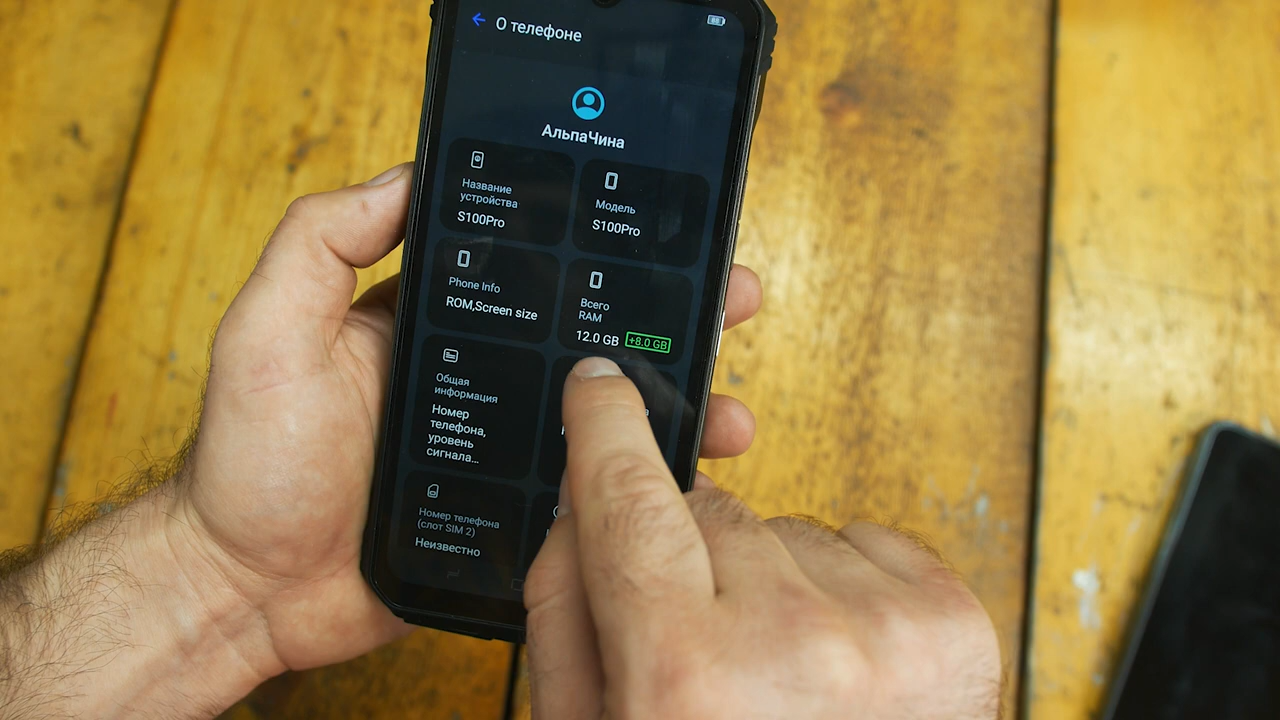 О телефоне
АльпаЧина
Название
устройства
S100Pro
Модель
S100Pro
Phone Info
ROM,Screen size
Всего
RAM
12.0 GB +8.0 GB
Общая
информация
Номер
телефона,
уровень
сигнала...
Номер телефона
(слот SIM 2)
Неизвестно